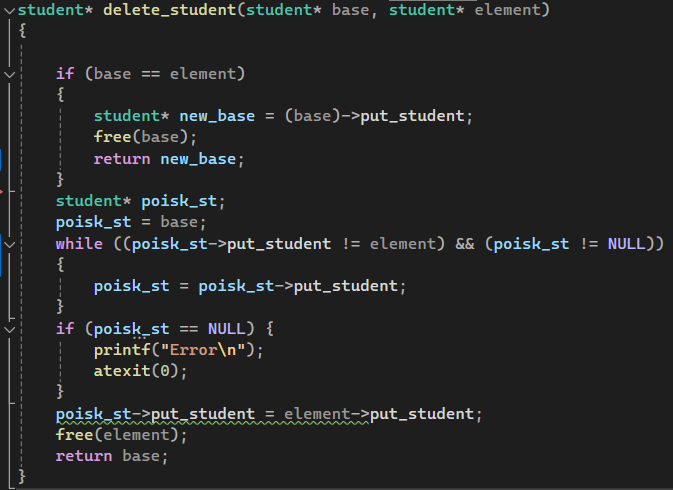 student* delete_student(student* base, student* element)
{
if (base == element)
{
student* new_base = (base)->put_student;
free(base);
return new_base;
}
student* poisk_st;
poisk_st = base;
while ((poisk_st->put_student != element) && (poisk_st != NULL))
{
poisk_st = poisk_st->put_student;
}
if (poisk_st == NULL) {
printf("Error\n");
atexit(0);
}
poisk_st->put_student = element->put_student;
free(element);
return base;
}